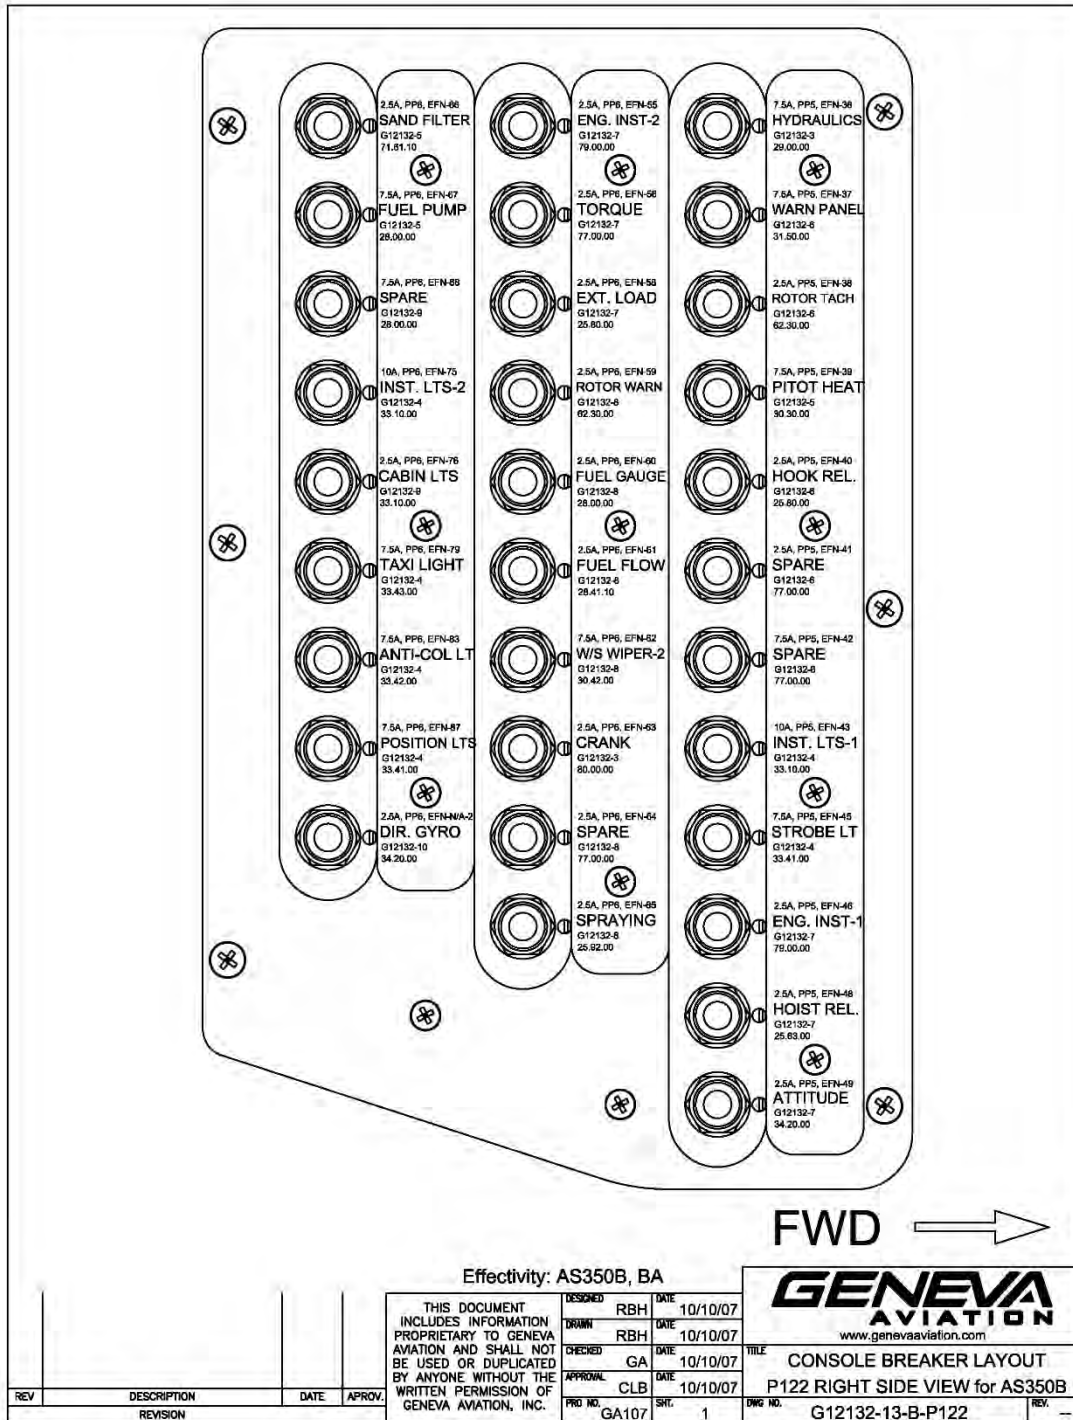 2.5A, PP6, EFN-66
SAND FILTER
G12132-5
71.61.10
7.5A, PP6, EFN-67
FUEL PUMP
G12132-5
28.00.00
7.5A, PP6, EFN-68
SPARE
G12132-9
28.00.00
10A, PP6, EFN-75
INST. LTS-2
G12132-4
33.10.00
2.5A, PP6, EFN-76
CABIN LTS
G12132-9
33.10.00
7.5A, PP6, EFN-79
TAXI LIGHT
G12132-4
33.43.00
7.5A, PP6, EFN-83
ANTI-COL LT
G12132-4
33.42.00
7.5A, PP6, EFN-87
POSITION LTS
G12132-4
33.41.00
2.5A, PP6, EFN-N/A-2
DIR. GYRO
G12132-10
34.20.00
2.5A, PP6, EFN-55
ENG. INST-2
G12132-7
79.00.00
2.5A, PP6, EFN-56
TORQUE
G12132-7
77.00.00
2.5A, PP6, EFN-58
EXT. LOAD
G12132-7
25.80.00
2.5A, PP6, EFN-59
ROTOR WARN
G12132-8
62.30.00
2.5A, PP6, EFN-60
FUEL GAUGE
G12132-8
28.00.00
2.5A, PP6, EFN-61
FUEL FLOW
G12132-8
28.41.10
7.5A, PP6, EFN-62
W/S WIPER-2
G12132-8
30.42.00
2.5A, PP6, EFN-63
CRANK
G12132-3
80.00.00
2.5A, PP6, EFN-64
SPARE
G12132-8
77.00.00
2.5A, PP6, EFN-65
SPRAYING
G12132-8
25.92.00
7.5A, PP5, EFN-36
HYDRAULICS
G12132-3
29.00.00
7.5A, PP5, EFN-37
WARN PANEL
G12132-6
31.50.00
2.5A, PP5, EFN-38
ROTOR TACH
G12132-6
62.30.00
7.5A, PP5, EFN-39
PITOT HEAT
G12132-5
30.30.00
2.5A, PP5, EFN-40
HOOK REL.
G12132-6
25.80.00
2.5A, PP5, EFN-41
SPARE
G12132-6
77.00.00
7.5A, PP5, EFN-42
SPARE
G12132-6
77.00.00
10A, PP5, EFN-43
INST. LTS-1
G12132-4
33.10.00
7.5A, PP5, EFN-45
STROBE LT
G12132-4
33.41.00
2.5A, PP5, EFN-46
ENG. INST-1
G12132-7
79.00.00
2.5A, PP5, EFN-48
HOIST REL.
G12132-7
25.63.00
2.5A, PP5, EFN-49
ATTITUDE
G12132-7
34.20.00
FWD
Effectivity: AS350B, BA
REV DESCRIPTION DATE APROV.
REVISION
THIS DOCUMENT
INCLUDES INFORMATION
PROPRIETARY TO GENEVA
AVIATION AND SHALL NOT
BE USED OR DUPLICATED
BY ANYONE WITHOUT THE
WRITTEN PERMISSION OF
GENEVA AVIATION, INC.
DESIGNED RBH DATE 10/10/07
DRAWN RBH DATE 10/10/07
CHECKED GA DATE 10/10/07
APPROVAL CLB DATE 10/10/07
PRO NO. GA107 SHT. 1
GENEVA
AVIATION
www.genevaaviation.com
TITLE CONSOLE BREAKER LAYOUT
P122 RIGHT SIDE VIEW for AS350B
DWG NO. G12132-13-B-P122 REV. --